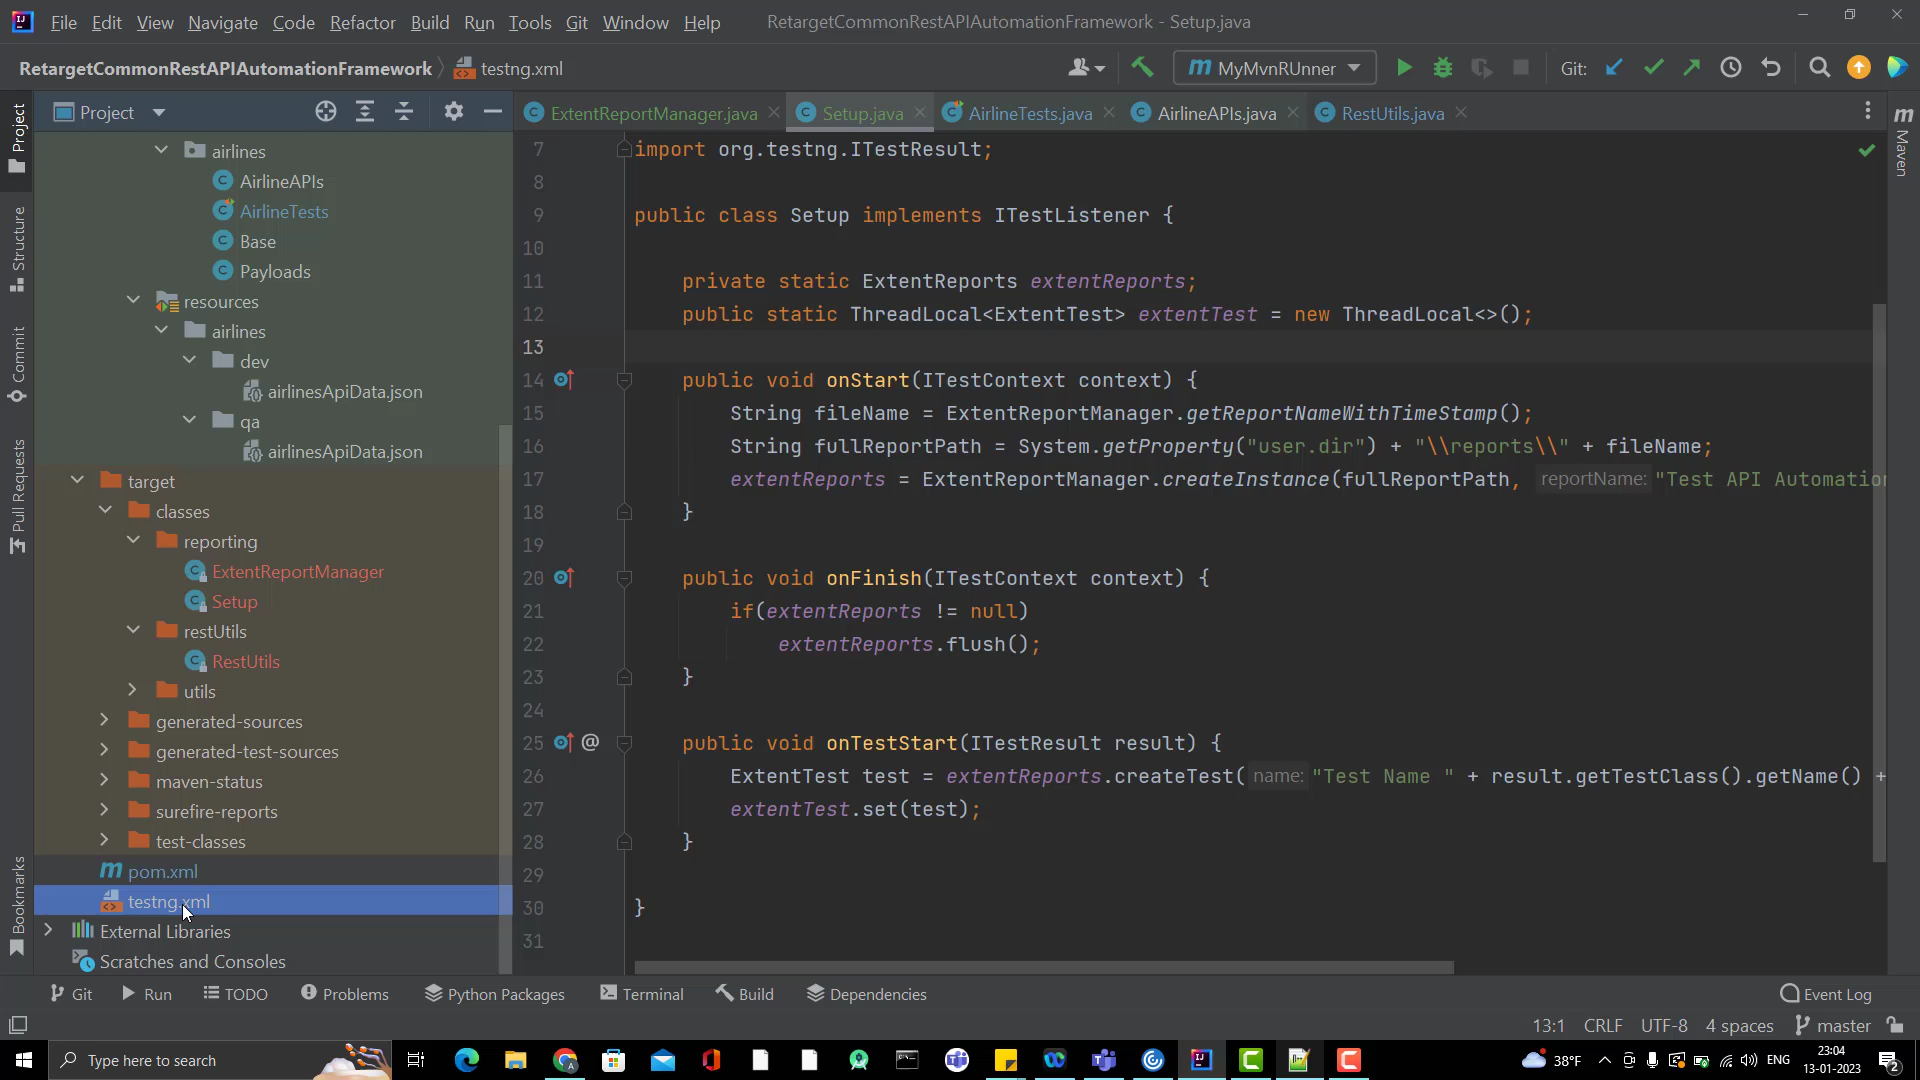 File Edit View Navigate Code Refactor Build Run Tools Git Window Help RetargetCommonRestAPIAutomationFramework - Setup.java
RetargetCommonRestAPIAutomationFramework testng.xml MyMvnRUnner Git:
Project
ExtentReportManager.java Setup.java AirlineTests.java AirlineAPIs.java RestUtils.java
Project
Structure
Commit
Pull Requests
Bookmarks
Maven
airlines
AirlineAPIs
AirlineTests
Base
Payloads
resources
airlines
dev
airlinesApiData.json
qa
airlinesApiData.json
target
classes
reporting
ExtentReportManager
Setup
restUtils
RestUtils
utils
generated-sources
generated-test-sources
maven-status
surefire-reports
test-classes
pom.xml
testng.xml
External Libraries
Scratches and Consoles
7 import org.testng.ITestResult;
8
9 public class Setup implements ITestListener {
10
11 private static ExtentReports extentReports;
12 public static ThreadLocal<ExtentTest> extentTest = new ThreadLocal<>();
13
14 public void onStart(ITestContext context) {
15 String fileName = ExtentReportManager.getReportNameWithTimeStamp();
16 String fullReportPath = System.getProperty("user.dir") + "\\reports\\" + fileName;
17 extentReports = ExtentReportManager.createInstance(fullReportPath, reportName: "Test API Automation
18 }
19
20 public void onFinish(ITestContext context) {
21 if(extentReports != null)
22 extentReports.flush();
23 }
24
25 @ public void onTestStart(ITestResult result) {
26 ExtentTest test = extentReports.createTest( name: "Test Name " + result.getTestClass().getName() +
27 extentTest.set(test);
28 }
29
30 }
31
Git Run TODO Problems Python Packages Terminal Build Dependencies Event Log
13:1 CRLF UTF-8 4 spaces master
Type here to search
38°F ENG
23:04
13-01-2023
2